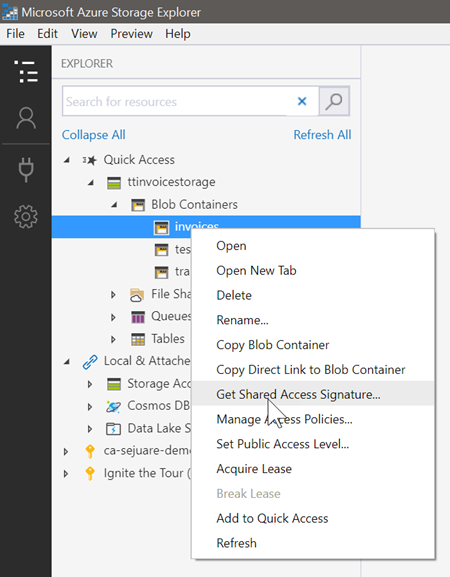 Microsoft Azure Storage Explorer
File Edit View Preview Help
EXPLORER
Search for resources
Collapse All Refresh All
Quick Access
ttinvoicestorage
Blob Containers
invoices
Open
Open New Tab
Delete
Rename...
Copy Blob Container
Copy Direct Link to Blob Container
Get Shared Access Signature...
Manage Access Policies...
Set Public Access Level...
Acquire Lease
Break Lease
Add to Quick Access
Refresh
tes
tra
File Sha
Queues
Tables
Local & Attache
Storage Acc
Cosmos DB
Data Lake S
ca-sejuare-demo
Ignite the Tour (